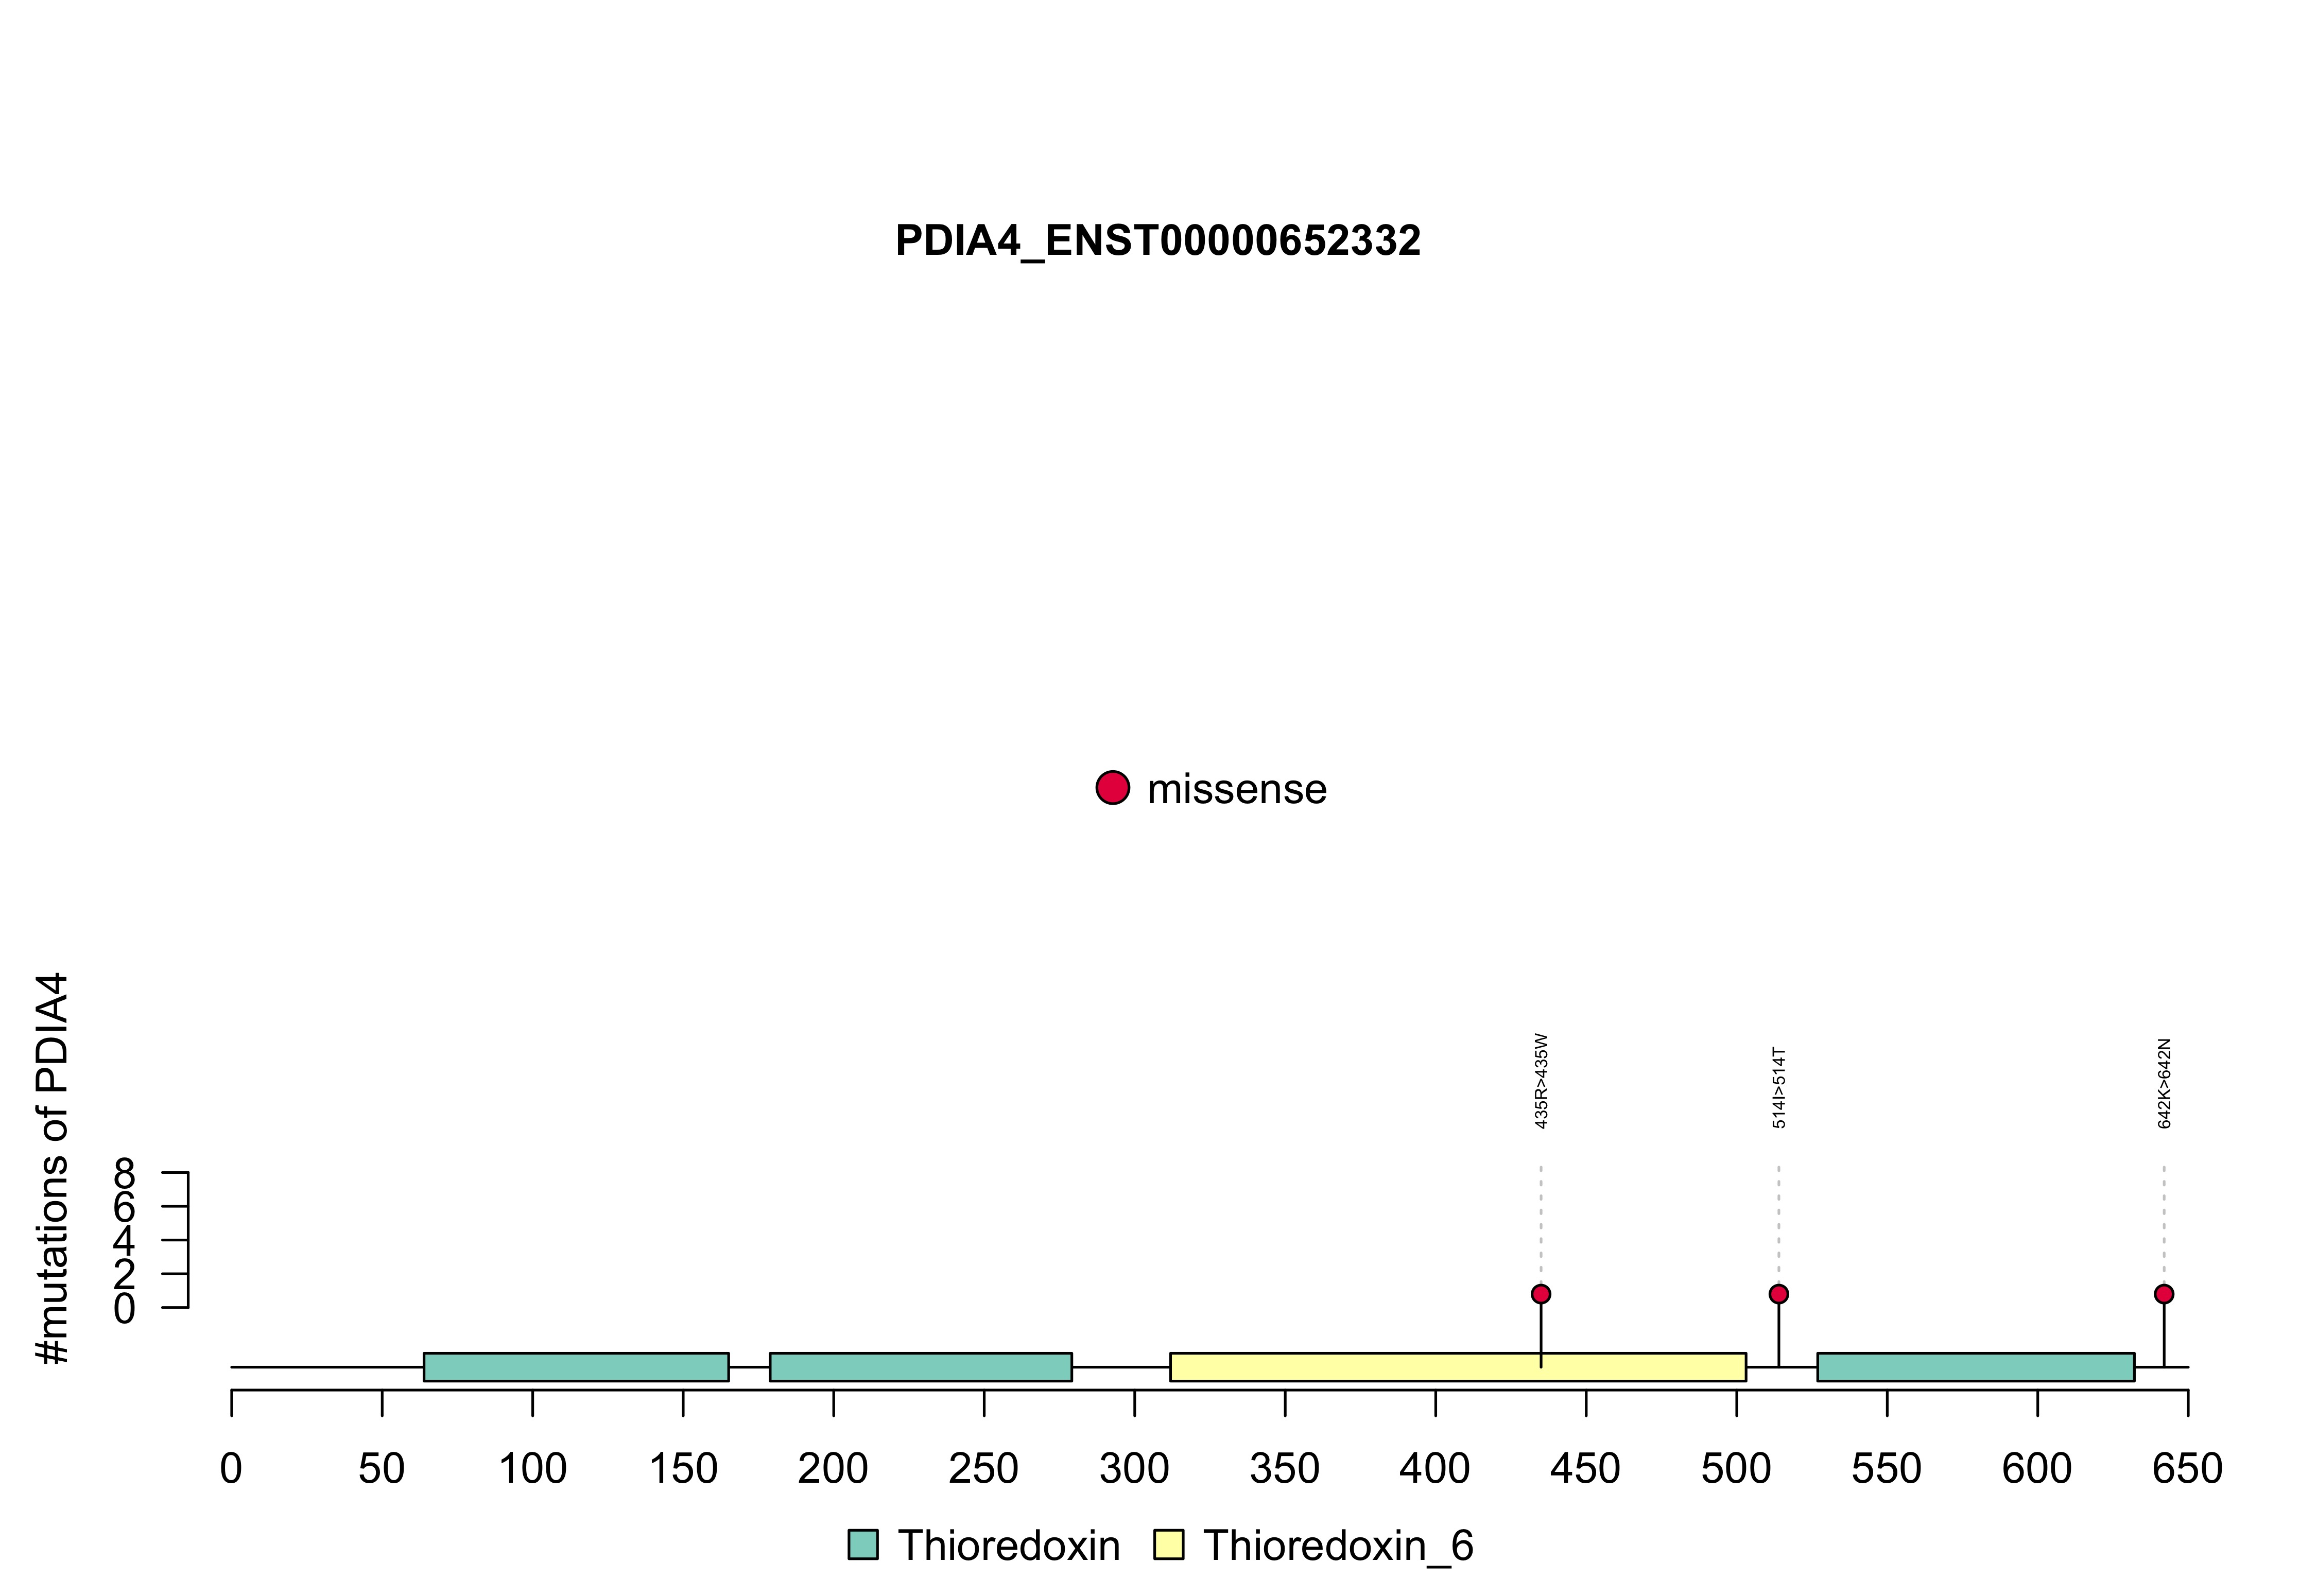 PDIA4_ENST00000652332
missense
#mutations of PDIA4
435R>435W
514I>514T
642K>642N
8
6
4
2
0
0 50 100 150 200 250 300 350 400 450 500 550 600 650
Thioredoxin Thioredoxin_6